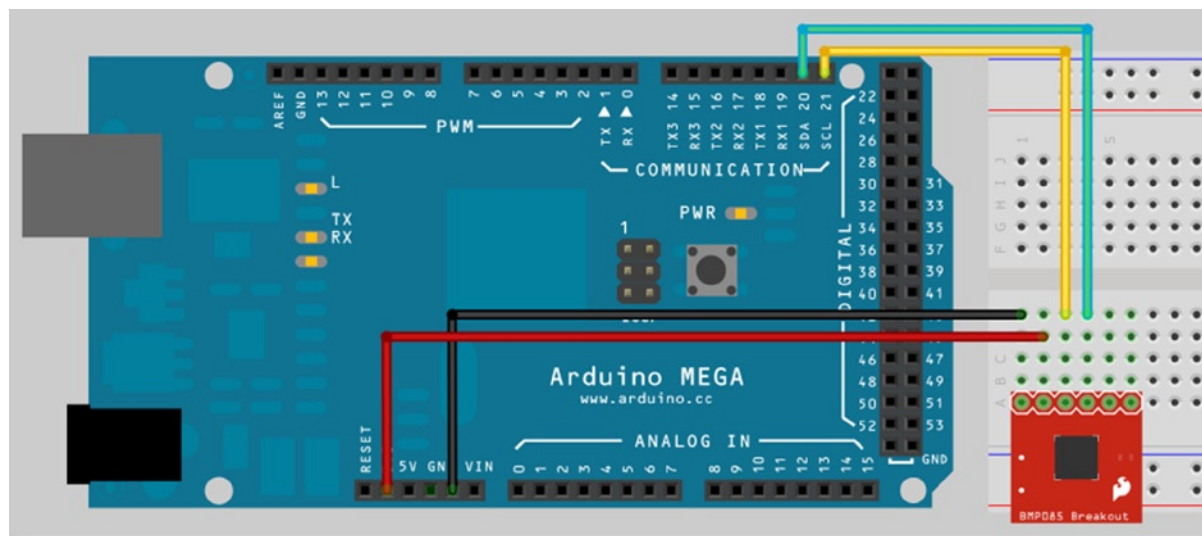 AREF
GND
13
12
11
10
9
8
7
6
5
4
3
2
1
0
TX
RX
PWM
TX3 14
RX3 15
TX2 16
RX2 17
TX1 18
RX1 19
SDA 20
SCL 21
COMMUNICATION
L
TX
RX
PWR
1
DIGITAL
22
24
26
28
30 31
32 33
34 35
36 37
38 39
40 41
46 47
48 49
50 51
52 53
GND
Arduino MEGA
www.arduino.cc
ANALOG IN
RESET
5V
VIN
0
1
2
3
4
5
6
7
8
9
10
11
12
13
14
15
1
5
J
I
H
G
F
C
B
A
BMP085 Breakout